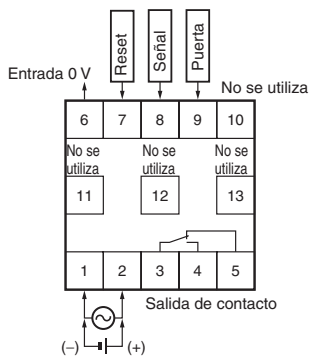 Reset
Señal
Puerta
Entrada 0 V
No se utiliza
6 7 8 9 10
No se utiliza
No se utiliza
No se utiliza
11 12 13
1 2 3 4 5
Salida de contacto
(–) (+)